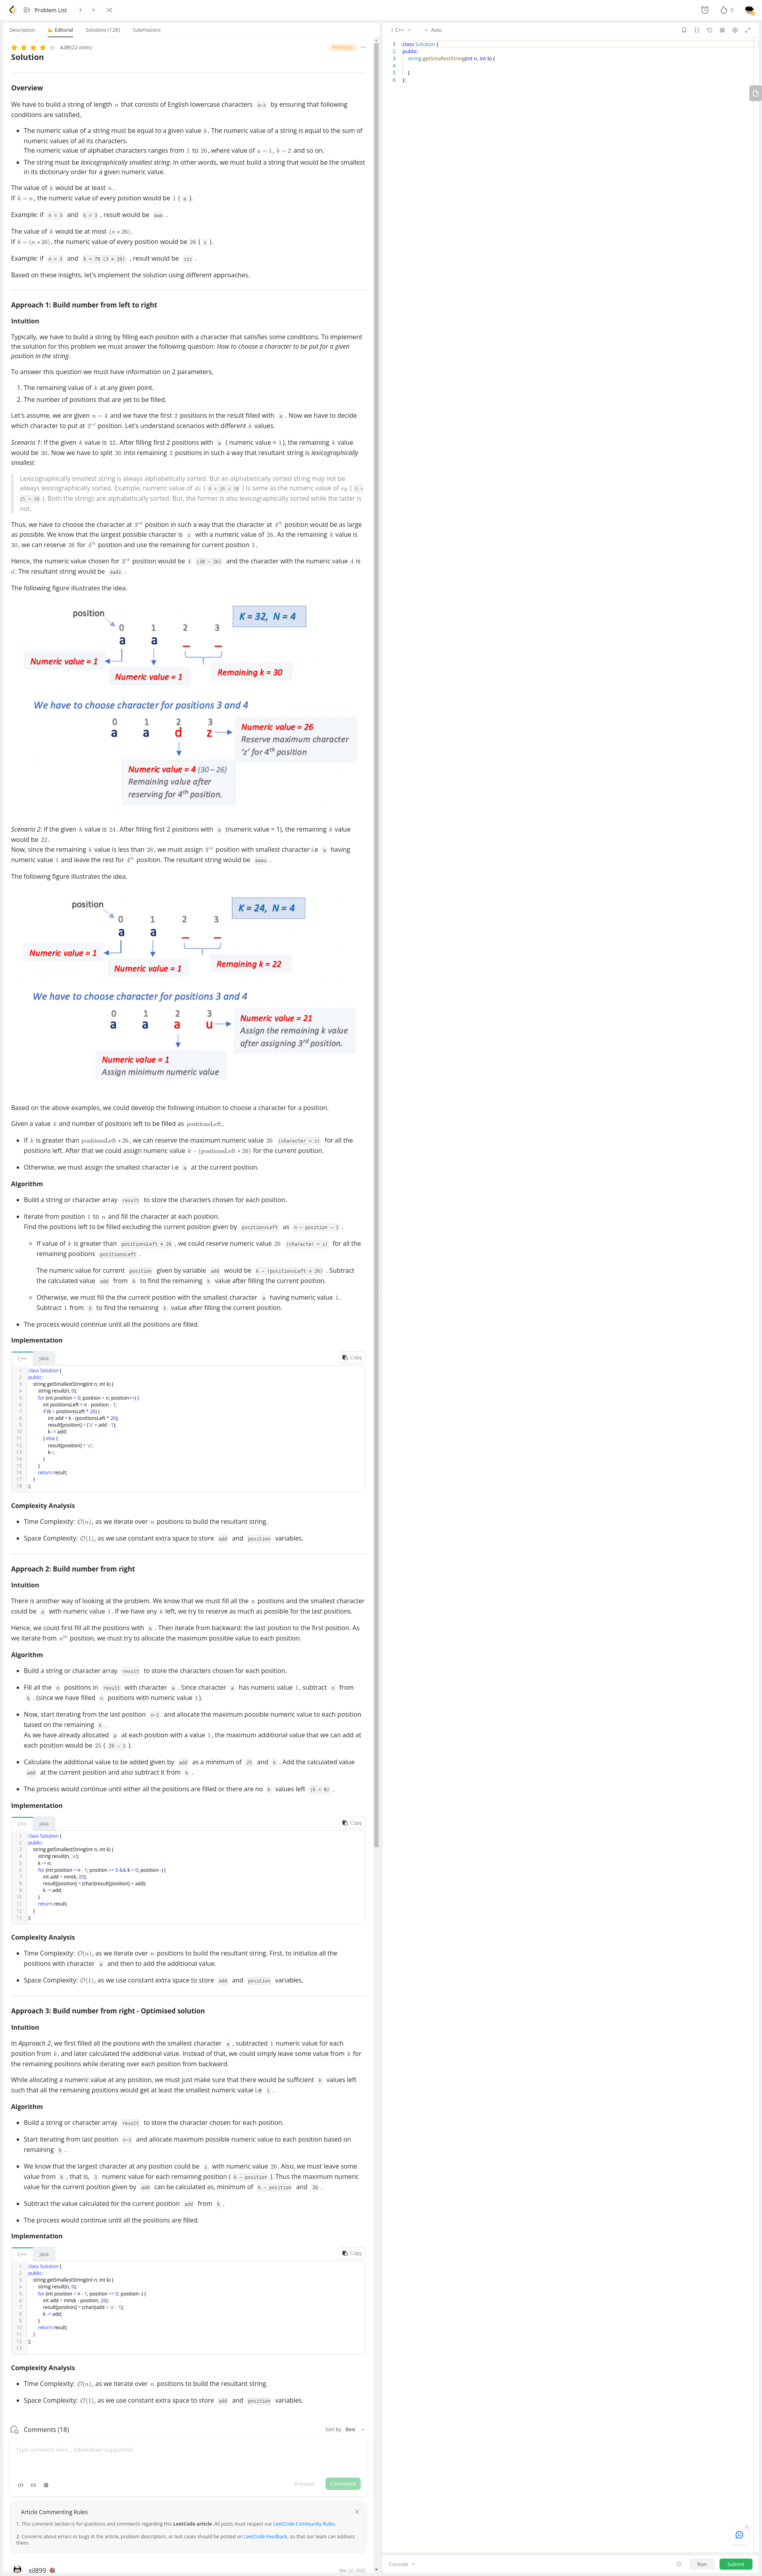 Problem List
0
Description Editorial Solutions (1.2K) Submissions
4.09 (22 votes) Premium
Solution
Overview
We have to build a string of length n that consists of English lowercase characters a-z by ensuring that following
conditions are satisfied,
• The numeric value of a string must be equal to a given value k. The numeric value of a string is equal to the sum of
numeric values of all its characters.
The numeric value of alphabet characters ranges from 1 to 26, where value of a = 1, b = 2 and so on.
• The string must be lexicographically smallest string. In other words, we must build a string that would be the smallest
in its dictionary order for a given numeric value.
The value of k would be at least n.
If k = n, the numeric value of every position would be 1 ( a ).
Example: if n = 3 and k = 3 , result would be aaa .
The value of k would be at most (n * 26).
If k = (n * 26), the numeric value of every position would be 26 ( z ).
Example: if n = 3 and k = 78 (3 * 26) , result would be zzz .
Based on these insights, let's implement the solution using different approaches.
Approach 1: Build number from left to right
Intuition
Typically, we have to build a string by filling each position with a character that satisfies some conditions. To implement
the solution for this problem we must answer the following question: How to choose a character to be put for a given
position in the string.
To answer this question we must have information on 2 parameters,
1. The remaining value of k at any given point.
2. The number of positions that are yet to be filled.
Let's assume, we are given n = 4 and we have the first 2 positions in the result filled with a . Now we have to decide
which character to put at 3rd position. Let's understand scenarios with different k values.
Scenario 1: If the given k value is 32. After filling first 2 positions with a ( numeric value = 1), the remaining k value
would be 30. Now we have to split 30 into remaining 2 positions in such a way that resultant string is lexicographically
smallest.
Lexicographically smallest string is always alphabetically sorted. But an alphabetically sorted string may not be
always lexicographically sorted. Example, numeric value of dz ( 4 + 26 = 30 ) is same as the numeric value of ey ( 5 +
25 = 30 ). Both the strings are alphabetically sorted. But, the former is also lexicographically sorted while the latter is
not.
Thus, we have to choose the character at 3rd position in such a way that the character at 4th position would be as large
as possible. We know that the largest possible character is z with a numeric value of 26. As the remaining k value is
30, we can reserve 26 for 4th position and use the remaining for current position 3.
Hence, the numeric value chosen for 3rd position would be 4 (30 - 26) and the character with the numeric value 4 is
d. The resultant string would be aadz .
The following figure illustrates the idea.
position
K = 32, N = 4
0 1 2 3
a a _ _
Numeric value = 1
Numeric value = 1
Remaining k = 30
We have to choose characters for positions 3 and 4
0 1 2 3
a a d z
Numeric value = 26
Reserve maximum character
'z' for 4th position
Numeric value = 4 (30 – 26)
Remaining value after
reserving for 4th position.
Scenario 2: If the given k value is 24. After filling first 2 positions with a (numeric value = 1), the remaining k value
would be 22.
Now, since the remaining k value is less than 26, we must assign 3rd position with smallest character i.e a having
numeric value 1 and leave the rest for 4th position. The resultant string would be aaau .
The following figure illustrates the idea.
position
K = 24, N = 4
0 1 2 3
a a _ _
Numeric value = 1
Numeric value = 1
Remaining k = 22
We have to choose characters for positions 3 and 4
0 1 2 3
a a a u
Numeric value = 21
Assign the remaining k value
after assigning 3rd position.
Numeric value = 1
Assign minimum numeric value
Based on the above examples, we could develop the following intuition to choose a character for a position.
Given a value k and number of positions left to be filled as positionsLeft,
• If k is greater than positionsLeft * 26, we can reserve the maximum numeric value 26 (character = z) for all the
positions left. After that we could assign numeric value k - (positionsLeft * 26) for the current position.
• Otherwise, we must assign the smallest character i.e a at the current position.
Algorithm
• Build a string or character array result to store the characters chosen for each position.
• Iterate from position 1 to n and fill the character at each position.
Find the positions left to be filled excluding the current position given by positionsLeft as n - position - 1 .
◦ If value of k is greater than positionsLeft * 26 , we could reserve numeric value 26 (character = z) for all the
remaining positions positionsLeft .
The numeric value for current position given by variable add would be k - (positionsLeft * 26) . Subtract
the calculated value add from k to find the remaining k value after filling the current position.
◦ Otherwise, we must fill the current position with the smallest character a having numeric value 1.
Subtract 1 from k to find the remaining k value after filling the current position.
• The process would continue until all the positions are filled.
Implementation
C++ Java Copy
1 class Solution {
2 public:
3 string getSmallestString(int n, int k) {
4 string result(n, 0);
5 for (int position = 0; position < n; position++) {
6 int positionsLeft = n - position - 1;
7 if (k > positionsLeft * 26) {
8 int add = k - (positionsLeft * 26);
9 result[position] = ('a' + add - 1);
10 k -= add;
11 } else {
12 result[position] = 'a';
13 k--;
14 }
15 }
16 return result;
17 }
18 };
Complexity Analysis
• Time Complexity: O(n), as we iterate over n positions to build the resultant string.
• Space Complexity: O(1), as we use constant extra space to store add and position variables.
Approach 2: Build number from right
Intuition
There is another way of looking at the problem. We know that we must fill all the n positions and the smallest character
could be a with numeric value 1. If we have any k left, we try to reserve as much as possible for the last positions.
Hence, we could first fill all the positions with a . Then iterate from backward: the last position to the first position. As
we iterate from nth position, we must try to allocate the maximum possible value to each position.
Algorithm
• Build a string or character array result to store the characters chosen for each position.
• Fill all the n positions in result with character a . Since character a has numeric value 1, subtract n from
k . (since we have filled n positions with numeric value 1).
• Now, start iterating from the last position n-1 and allocate the maximum possible numeric value to each position
based on the remaining k .
As we have already allocated a at each position with a value 1, the maximum additional value that we can add at
each position would be 25 ( 26 - 1 ).
• Calculate the additional value to be added given by add as a minimum of 25 and k . Add the calculated value
add at the current position and also subtract it from k .
• The process would continue until either all the positions are filled or there are no k values left (k = 0) .
Implementation
C++ Java Copy
1 class Solution {
2 public:
3 string getSmallestString(int n, int k) {
4 string result(n, 'a');
5 k -= n;
6 for (int position = n - 1; position >= 0 && k > 0; position--) {
7 int add = min(k, 25);
8 result[position] = (char)(result[position] + add);
9 k -= add;
10 }
11 return result;
12 }
13 };
Complexity Analysis
• Time Complexity: O(n), as we iterate over n positions to build the resultant string. First, to initialize all the
positions with character a and then to add the additional value.
• Space Complexity: O(1), as we use constant extra space to store add and position variables.
Approach 3: Build number from right - Optimised solution
Intuition
In Approach 2, we first filled all the positions with the smallest character a , subtracted 1 numeric value for each
position from k, and later calculated the additional value. Instead of that, we could simply leave some value from k for
the remaining positions while iterating over each position from backward.
While allocating a numeric value at any position, we must just make sure that there would be sufficient k values left
such that all the remaining positions would get at least the smallest numeric value i.e 1 .
Algorithm
• Build a string or character array result to store the character chosen for each position.
• Start iterating from last position n-1 and allocate maximum possible numeric value to each position based on
remaining k .
• We know that the largest character at any position could be z with numeric value 26. Also, we must leave some
value from k , that is, 1 numeric value for each remaining position ( k - position ). Thus the maximum numeric
value for the current position given by add can be calculated as, minimum of k - position and 26 .
• Subtract the value calculated for the current position add from k .
• The process would continue until all the positions are filled.
Implementation
C++ Java Copy
1 class Solution {
2 public:
3 string getSmallestString(int n, int k) {
4 string result(n, 0);
5 for (int position = n - 1; position >= 0; position--) {
6 int add = min(k - position, 26);
7 result[position] = (char)(add + 'a' - 1);
8 k -= add;
9 }
10 return result;
11 }
12 };
13
Complexity Analysis
• Time Complexity: O(n), as we iterate over n positions to build the resultant string.
• Space Complexity: O(1), as we use constant extra space to store add and position variables.
Comments (18) Sort by: Best
Type comment here... (Markdown supported)
Preview Comment
Article Commenting Rules
1. This comment section is for questions and comments regarding this LeetCode article. All posts must respect our LeetCode Community Rules.
2. Concerns about errors or bugs in the article, problem description, or test cases should be posted on LeetCode Feedback, so that our team can address
them.
xil899 Mar 22, 2022
i C++ Auto
1 class Solution {
2 public:
3 string getSmallestString(int n, int k) {
4
5 }
6 };
Console Run Submit